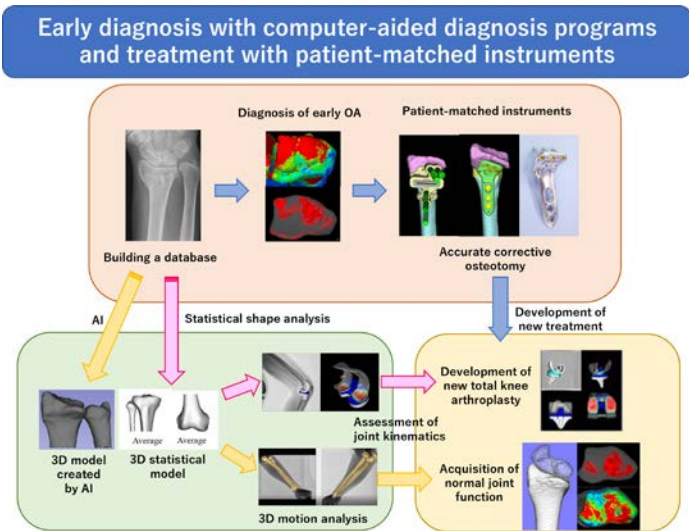 Early diagnosis with computer-aided diagnosis programs
and treatment with patient-matched instruments
Diagnosis of early OA
Patient-matched instruments
Building a database
Accurate corrective
osteotomy
AI
Statistical shape analysis
Development of
new treatment
Average
Average
3D model
created
by AI
3D statistical
model
Assessment of
joint kinematics
3D motion analysis
Development of
new total knee
arthroplasty
Acquisition of
normal joint
function